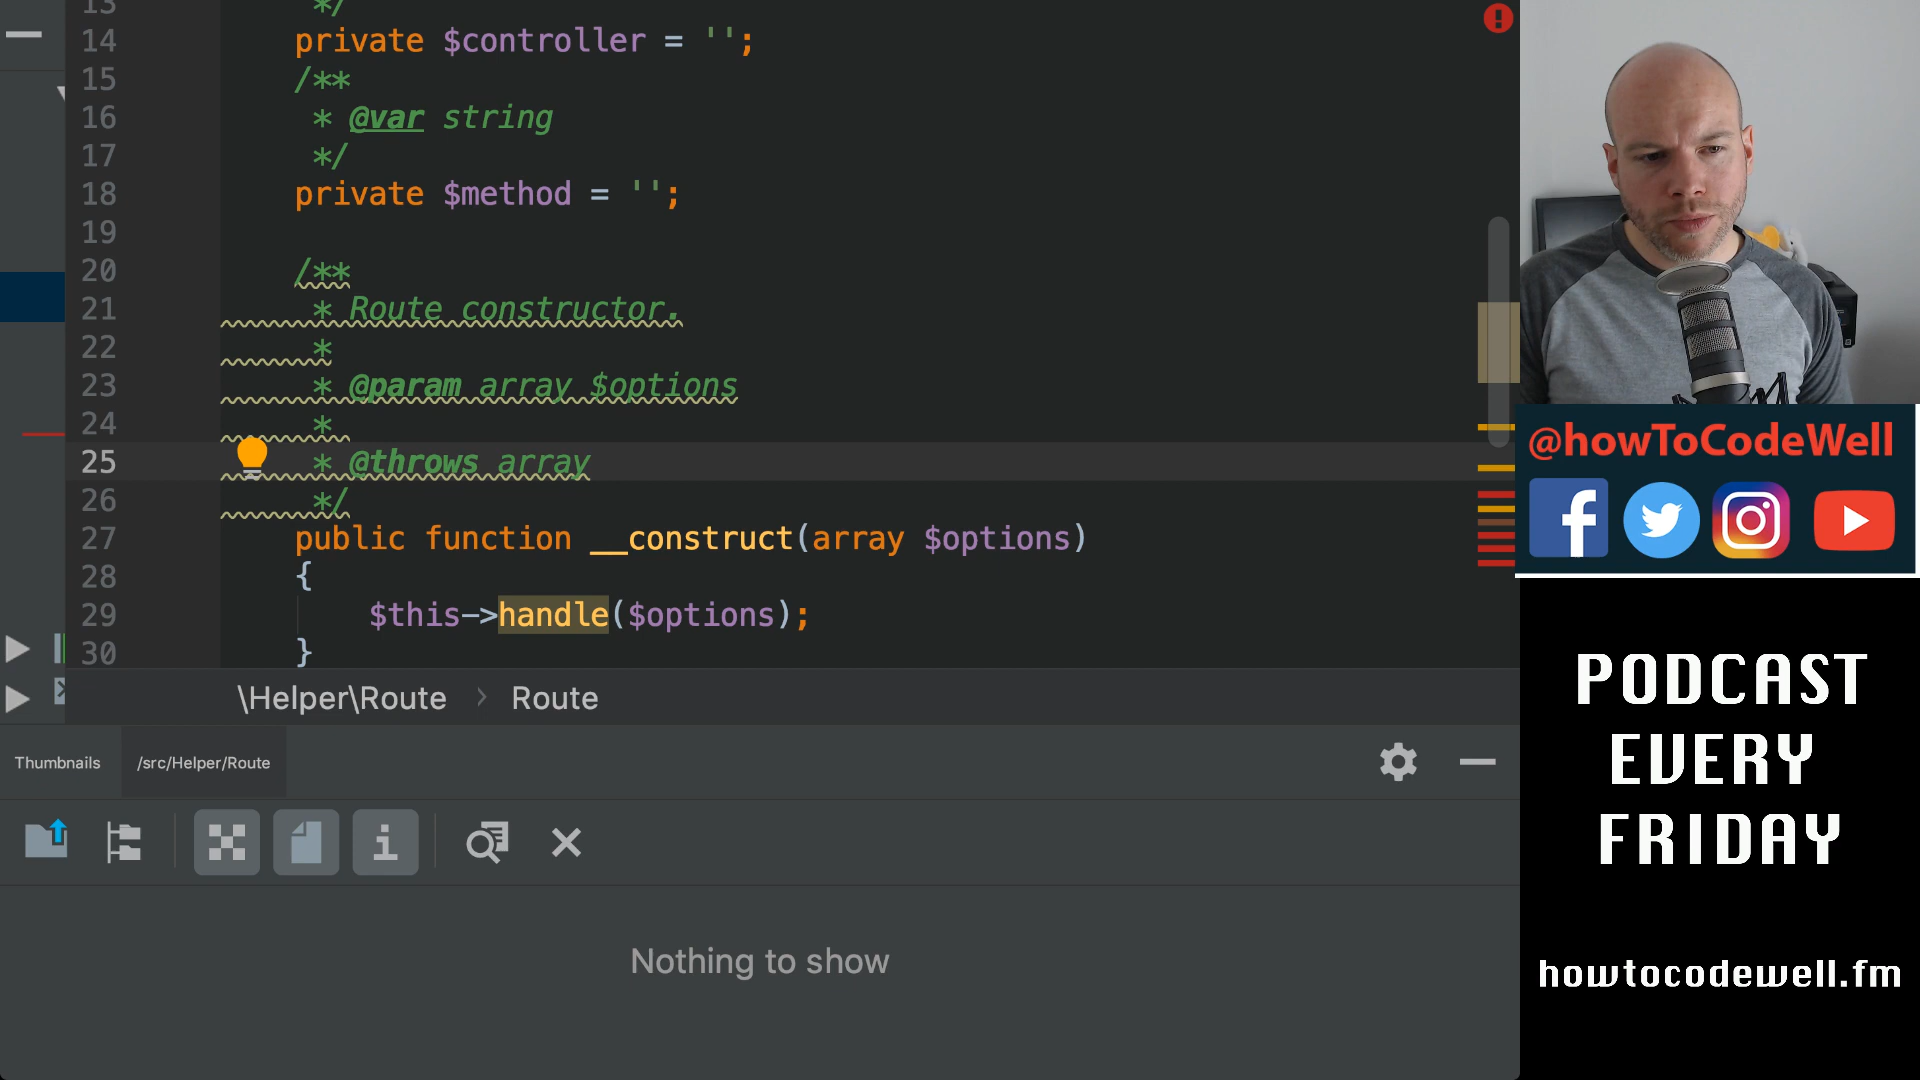 13 */
14 private $controller = '';
15 /**
16 * @var string
17 */
18 private $method = '';
19
20 /**
21 * Route constructor.
22 *
23 * @param array $options
24 *
25 * @throws array
26 */
27 public function __construct(array $options)
28 {
29 $this->handle($options);
30 }
\Helper\Route > Route
Thumbnails /src/Helper/Route
Nothing to show
@howToCodeWell
PODCAST
EVERY
FRIDAY
howtocodewell.fm